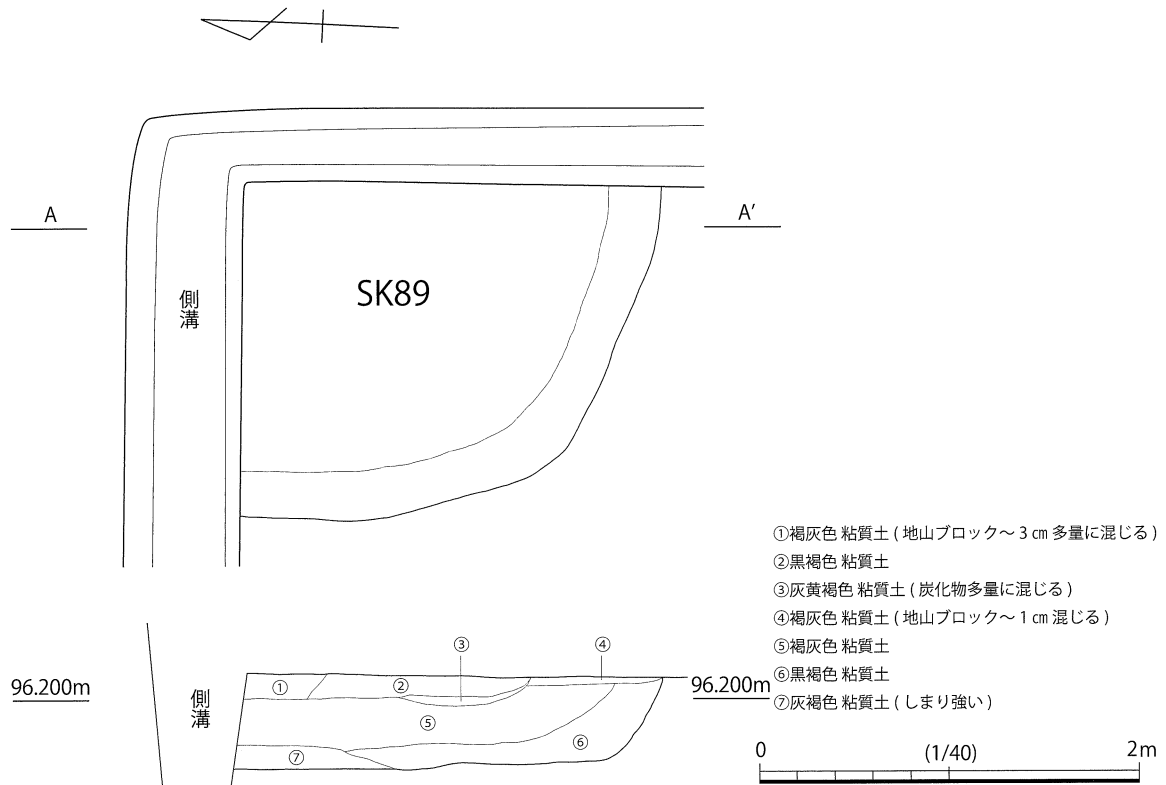 A
A′
側溝
SK89
①褐灰色 粘質土 ( 地山ブロック〜 3 ㎝ 多量に混じる )
②黒褐色 粘質土
③灰黄褐色 粘質土 ( 炭化物多量に混じる )
④褐灰色 粘質土 ( 地山ブロック〜 1 ㎝ 混じる )
⑤褐灰色 粘質土
⑥黒褐色 粘質土
⑦灰褐色 粘質土 ( しまり強い )
96.200m
側溝
①
②
③
④
⑤
⑥
⑦
96.200m
0
(1/40)
2m